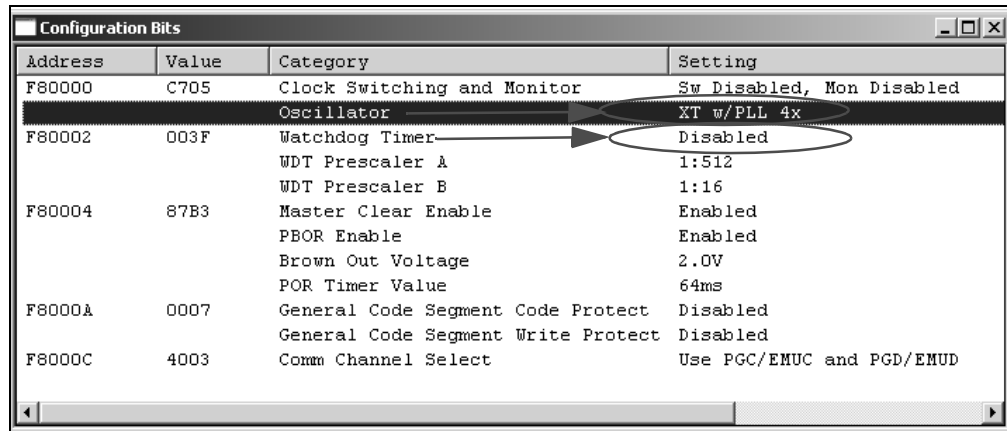 Configuration Bits
Address Value Category Setting
F80000 C705 Clock Switching and Monitor Sw Disabled, Mon Disabled
Oscillator XT w/PLL 4x
F80002 003F Watchdog Timer Disabled
WDT Prescaler A 1:512
WDT Prescaler B 1:16
F80004 87B3 Master Clear Enable Enabled
PBOR Enable Enabled
Brown Out Voltage 2.0V
POR Timer Value 64ms
F8000A 0007 General Code Segment Code Protect Disabled
General Code Segment Write Protect Disabled
F8000C 4003 Comm Channel Select Use PGC/EMUC and PGD/EMUD